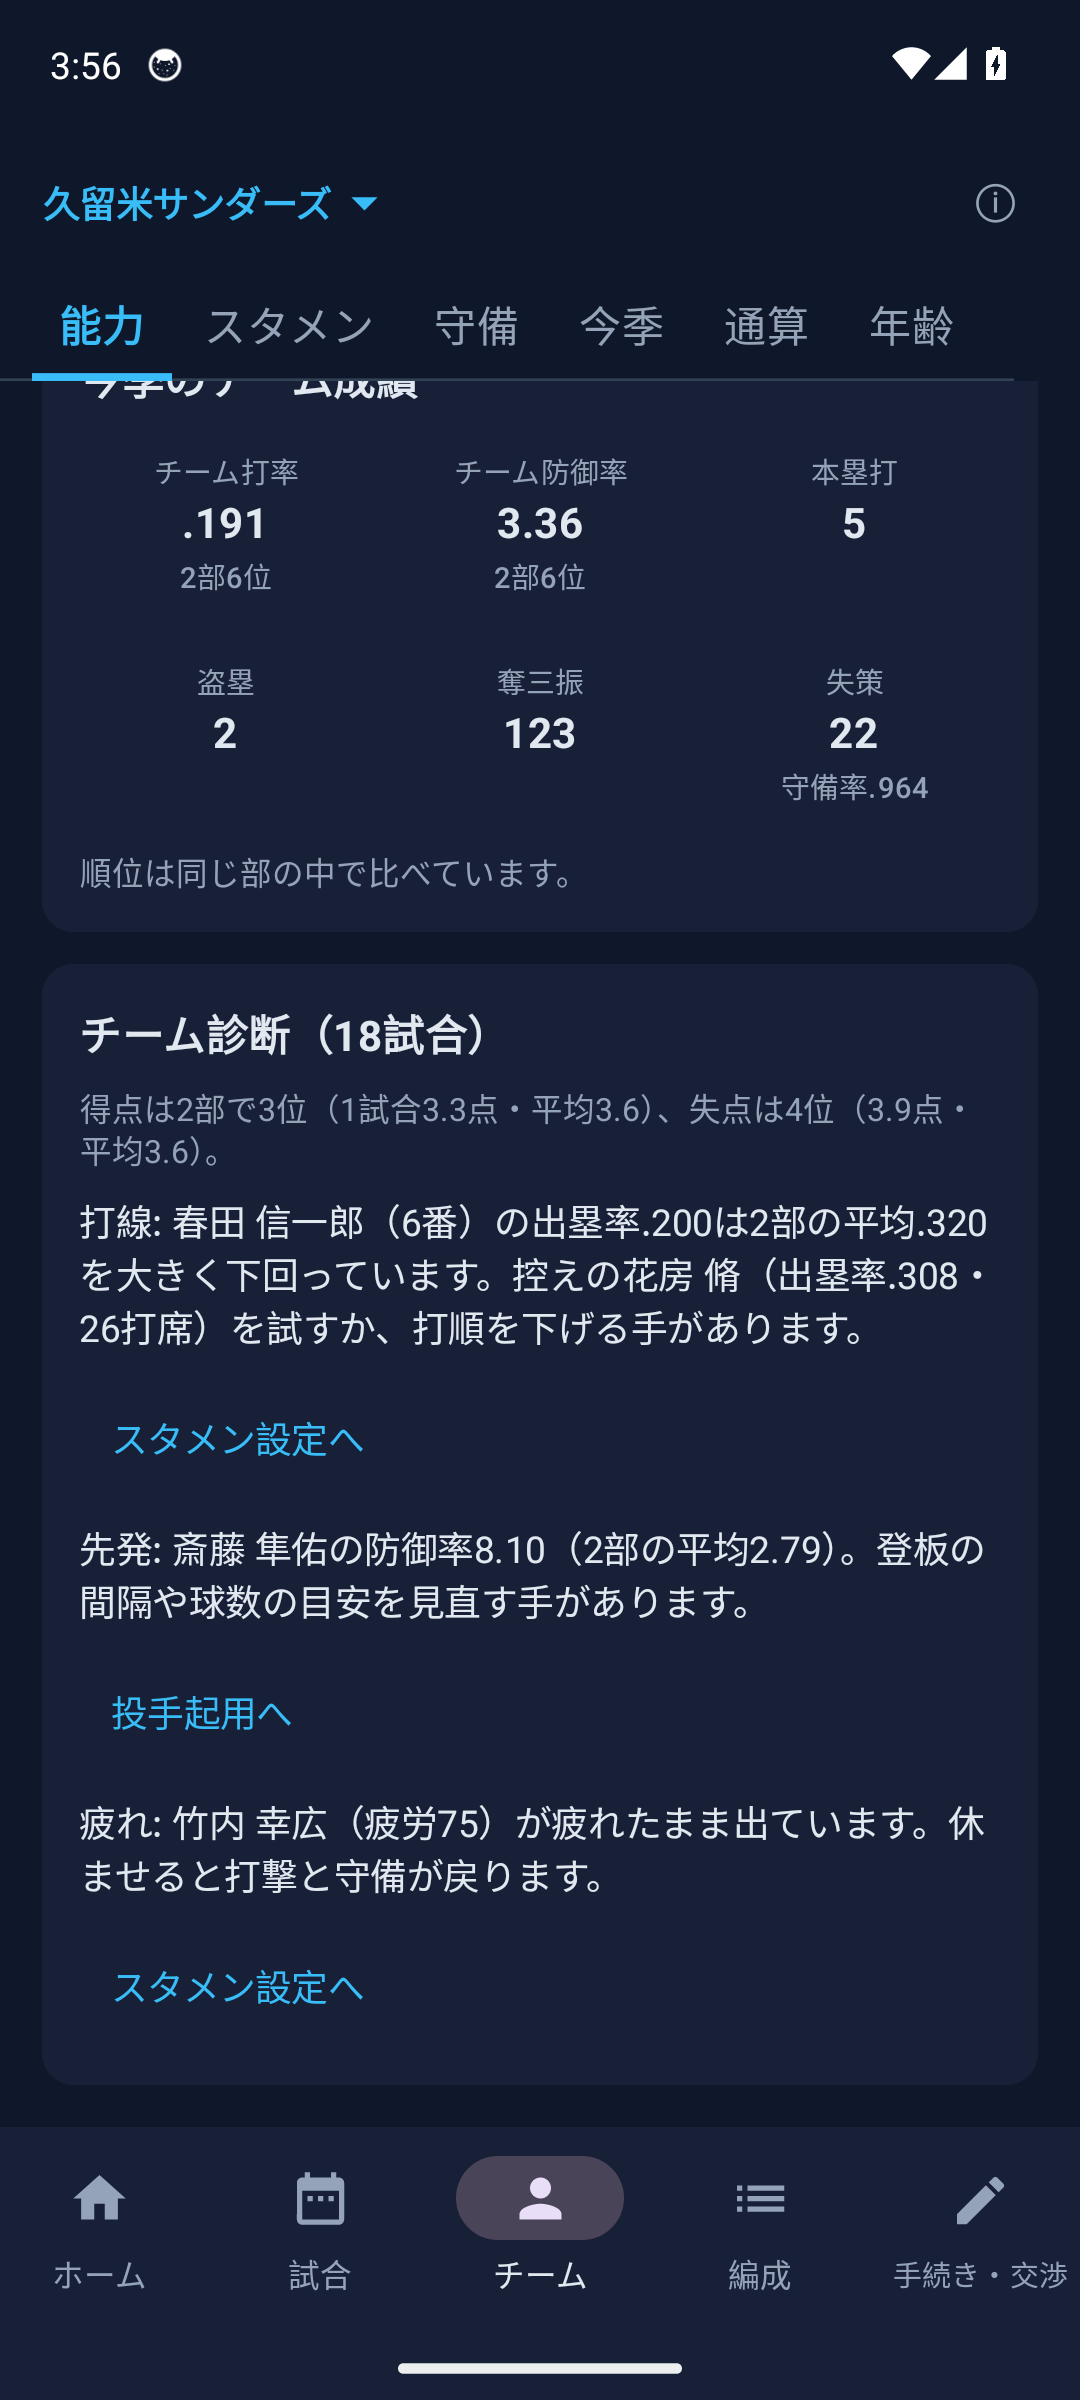 3:56
久留米サンダーズ
能力 スタメン 守備 今季 通算 年齢
今季のチーム成績
チーム打率 チーム防御率 本塁打
.191 3.36 5
2部6位 2部6位
盗塁 奪三振 失策
2 123 22
守備率.964
順位は同じ部の中で比べています。
チーム診断（18試合）
得点は2部で3位（1試合3.3点・平均3.6）、失点は4位（3.9点・
平均3.6）。
打線: 春田 信一郎（6番）の出塁率.200は2部の平均.320
を大きく下回っています。控えの花房 脩（出塁率.308・
26打席）を試すか、打順を下げる手があります。
スタメン設定へ
先発: 斎藤 隼佑の防御率8.10（2部の平均2.79）。登板の
間隔や球数の目安を見直す手があります。
投手起用へ
疲れ: 竹内 幸広（疲労75）が疲れたまま出ています。休
ませると打撃と守備が戻ります。
スタメン設定へ
ホーム 試合 チーム 編成 手続き・交渉